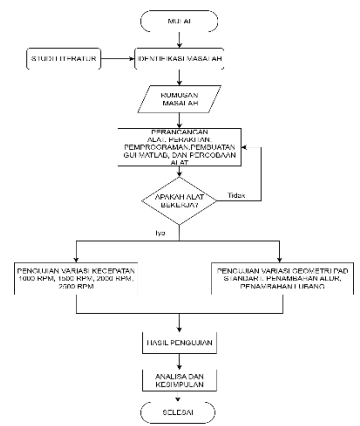 MULAI
STUDI LITERATUR
IDENTIFIKASI MASALAH
RUMUSAN
MASALAH
PERANCANGAN
ALAT, PERAKITAN,
PEMPROGRAMAN,PEMBUATAN
GUI MATLAB, DAN PERCOBAAN
ALAT
APAKAH ALAT
BEKERJA?
Tidak
Iya
PENGUJIAN VARIASI KECEPATAN
1000 RPM, 1500 RPM, 2000 RPM,
2500 RPM
PENGUJIAN VARIASI GEOMETRI PAD
STANDART, PENAMBAHAN ALUR,
PENAMBAHAN LUBANG
HASIL PENGUJIAN
ANALISA DAN
KESIMPULAN
SELESAI